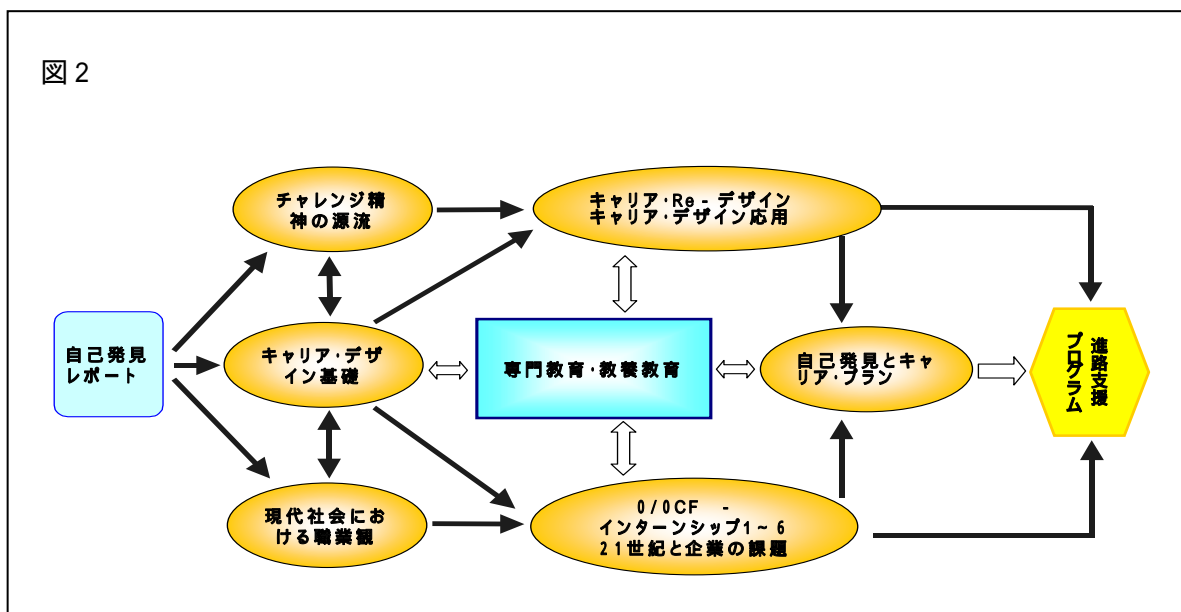 図2
チャレンジ精
神の源流
キャリア・Re-デザイン
キャリア・デザイン応用
自己発見
レポート
キャリア・デザ
イン基礎
専門教育・教養教育
自己発見とキャ
リア・プラン
進路支援
プログラム
現代社会にお
ける職業観
O/OCF -
インターンシップ1~6
21世紀と企業の課題